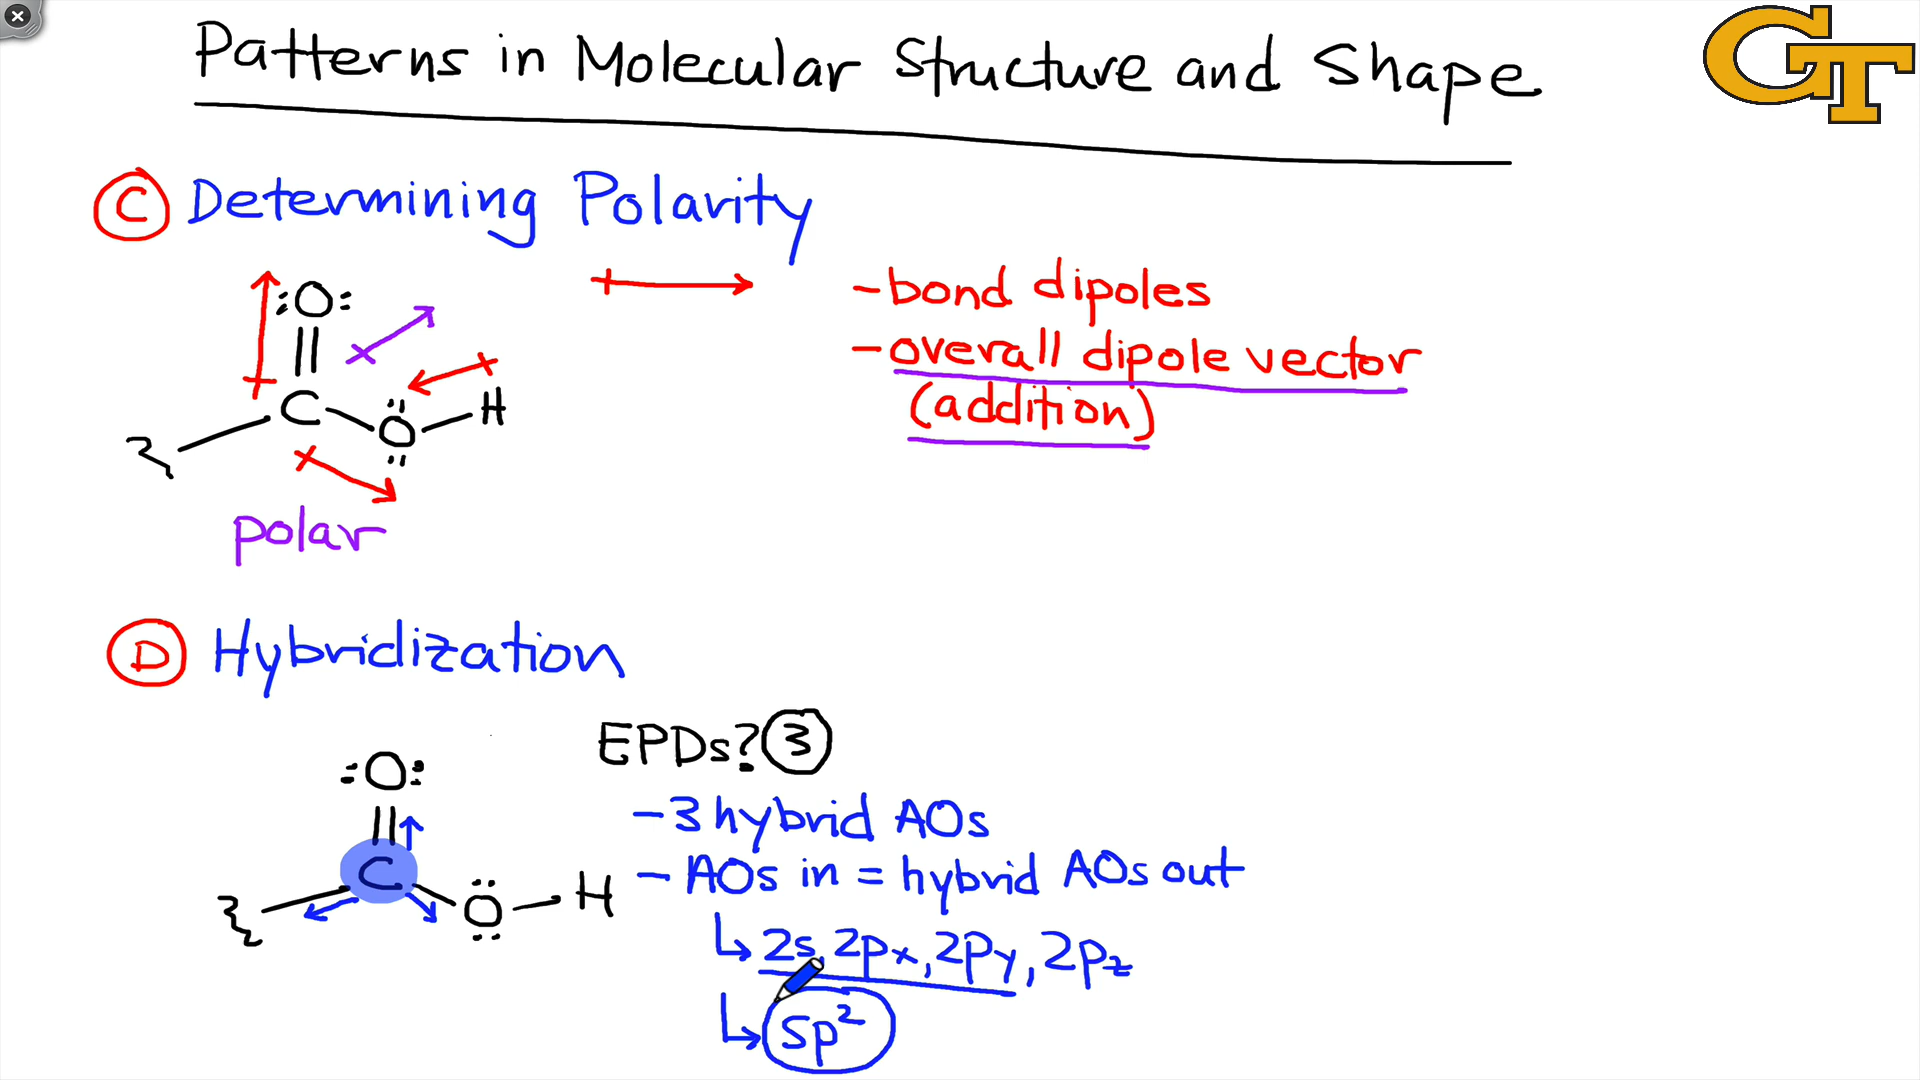 Patterns in Molecular Structure and Shape
GT
C Determining Polarity
:O:
C
O
H
polar
-bond dipoles
-overall dipole vector
(addition)
D Hybridization
:O:
C
O
H
EPDs? 3
-3 hybrid AOs
- AOs in = hybrid AOs out
↳ 2s, 2px, 2py, 2pz
↳ sp²